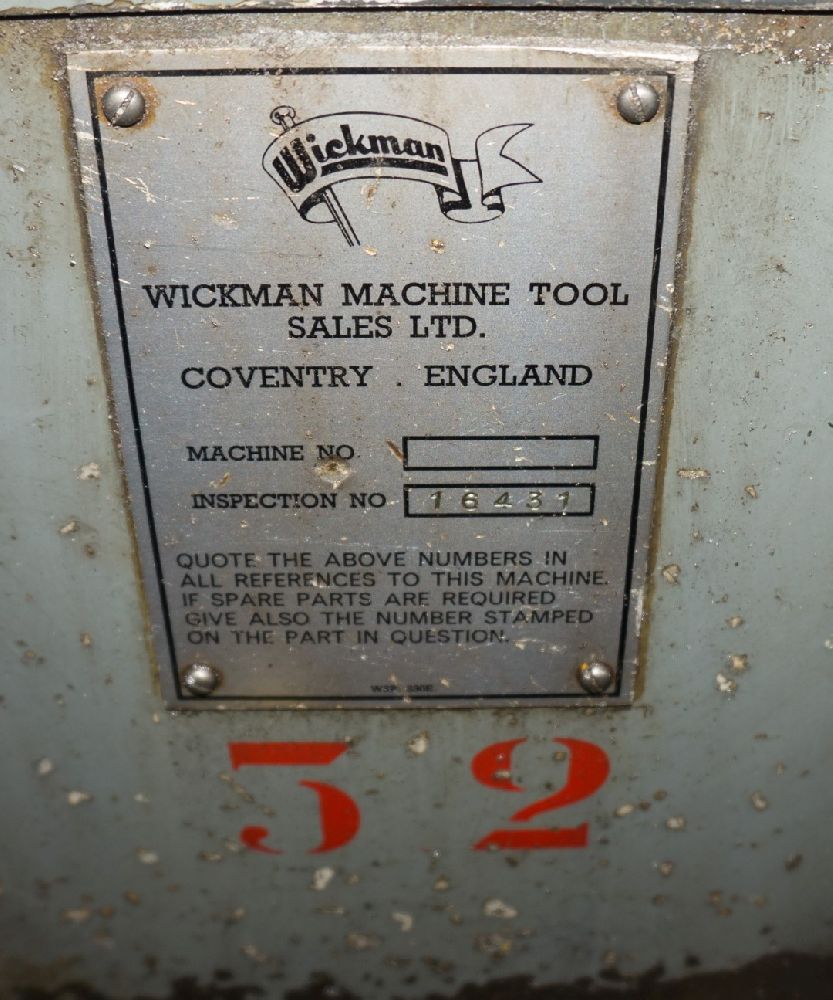 Wickman
WICKMAN MACHINE TOOL
SALES LTD.
COVENTRY . ENGLAND
MACHINE NO.
INSPECTION NO 16431
QUOTE THE ABOVE NUMBERS IN
ALL REFERENCES TO THIS MACHINE.
IF SPARE PARTS ARE REQUIRED
GIVE ALSO THE NUMBER STAMPED
ON THE PART IN QUESTION.
52